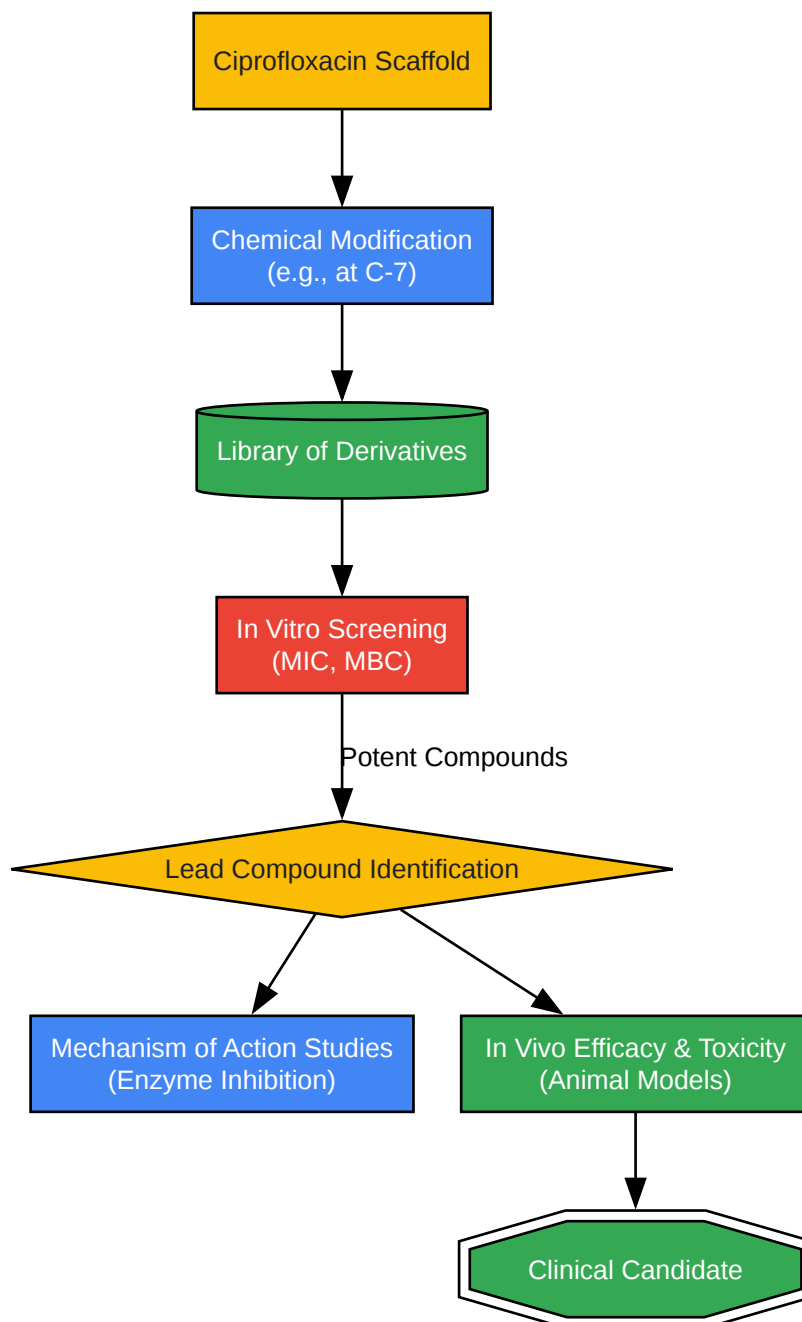 Ciprofloxacin Scaffold
Chemical Modification
(e.g., at C-7)
Library of Derivatives
In Vitro Screening
(MIC, MBC)
Potent Compounds
Lead Compound Identification
Mechanism of Action Studies
(Enzyme Inhibition)
In Vivo Efficacy & Toxicity
(Animal Models)
Clinical Candidate